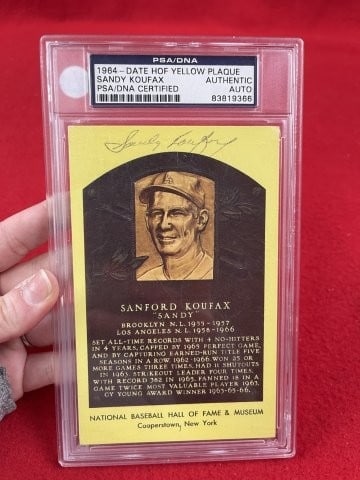 PSA/DNA
1964-DATE HOF YELLOW PLAQUE
SANDY KOUFAX AUTHENTIC
PSA/DNA CERTIFIED AUTO
83819366
Sandy Koufax
LA
SANFORD KOUFAX
"SANDY"
BROOKLYN N.L. 1955-1957
LOS ANGELES N.L. 1958-1966
SET ALL-TIME RECORDS WITH 4 NO-HITTERS
IN 4 YEARS, CAPPED BY 1965 PERFECT GAME,
AND BY CAPTURING EARNED-RUN TITLE FIVE
SEASONS IN A ROW 1962-1966. WON 25 OR
MORE GAMES THREE TIMES. HAD 11 SHUTOUTS
IN 1963. STRIKEOUT LEADER FOUR TIMES,
WITH RECORD 382 IN 1965. FANNED 18 IN A
GAME TWICE. MOST VALUABLE PLAYER 1963.
CY YOUNG AWARD WINNER 1963-65-66.
NATIONAL BASEBALL HALL OF FAME & MUSEUM
Cooperstown, New York